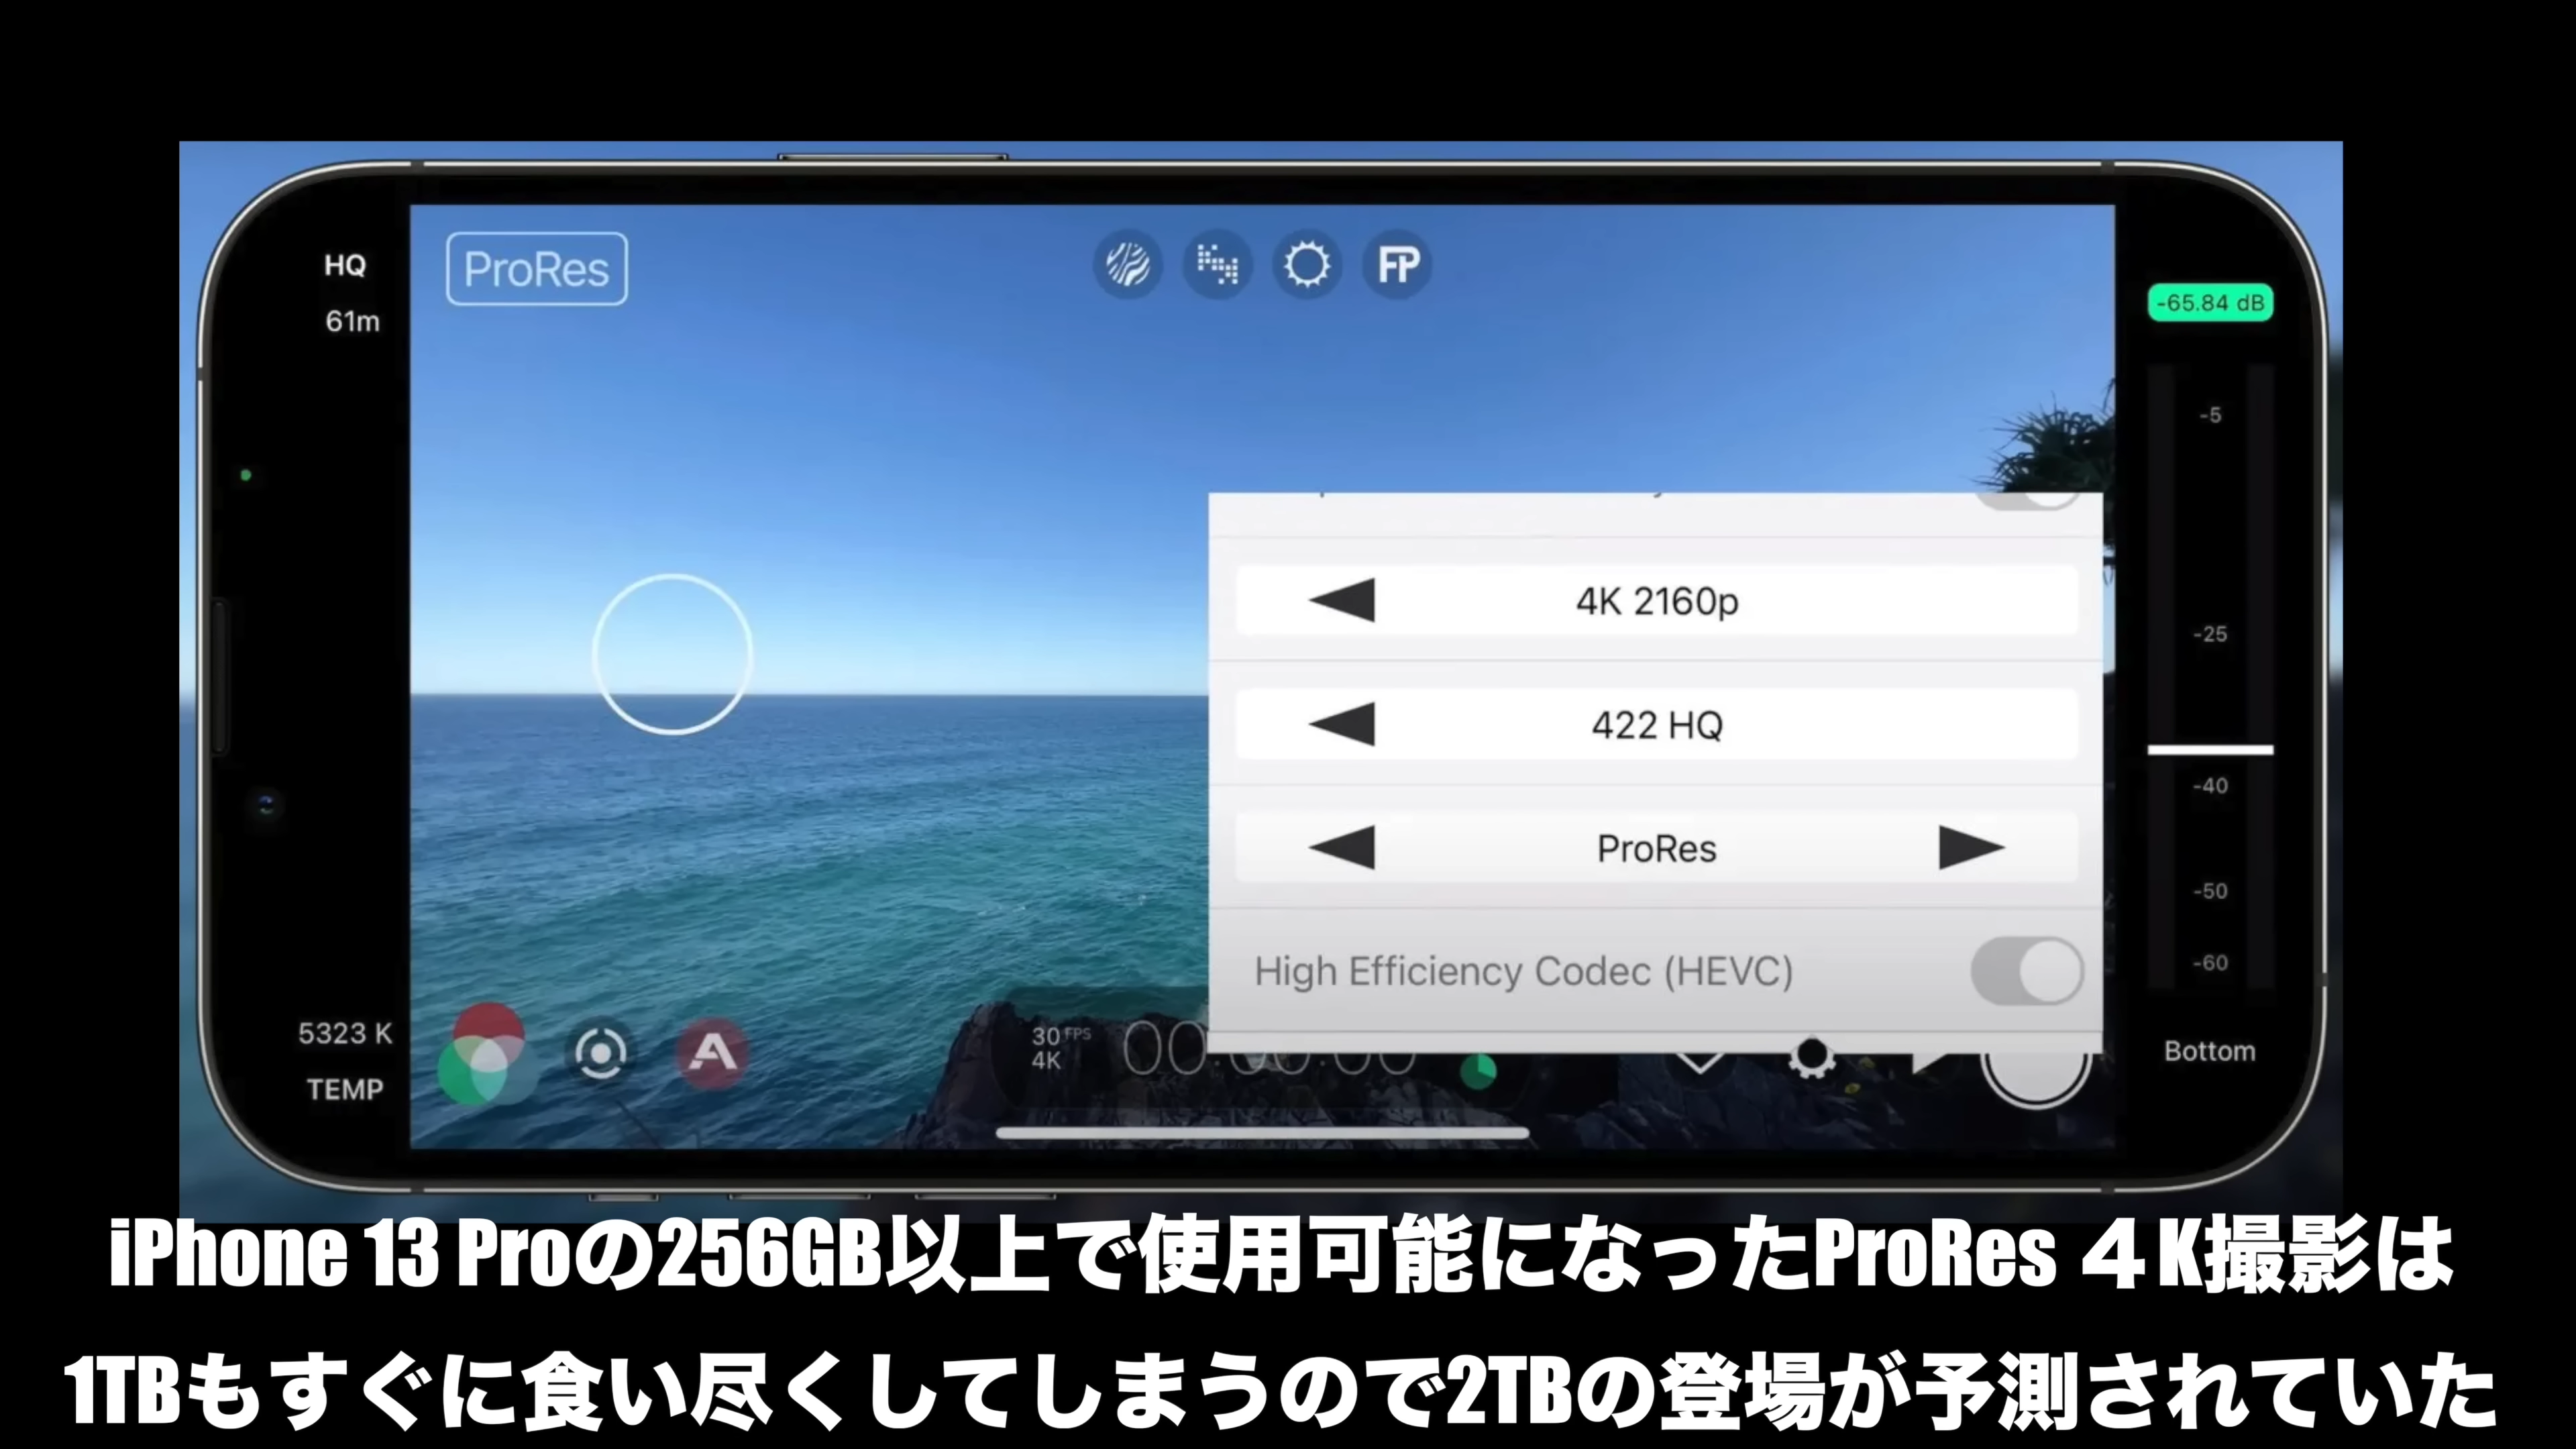 HQ
61m
ProRes
FP
-65.84 dB
-5
-25
-40
-50
-60
Bottom
4K 2160p
422 HQ
ProRes
High Efficiency Codec (HEVC)
5323 K
TEMP
A
30 FPS
4K
iPhone 13 Proの256GB以上で使用可能になったProRes ４K撮影は
1TBもすぐに食い尽くしてしまうので2TBの登場が予測されていた